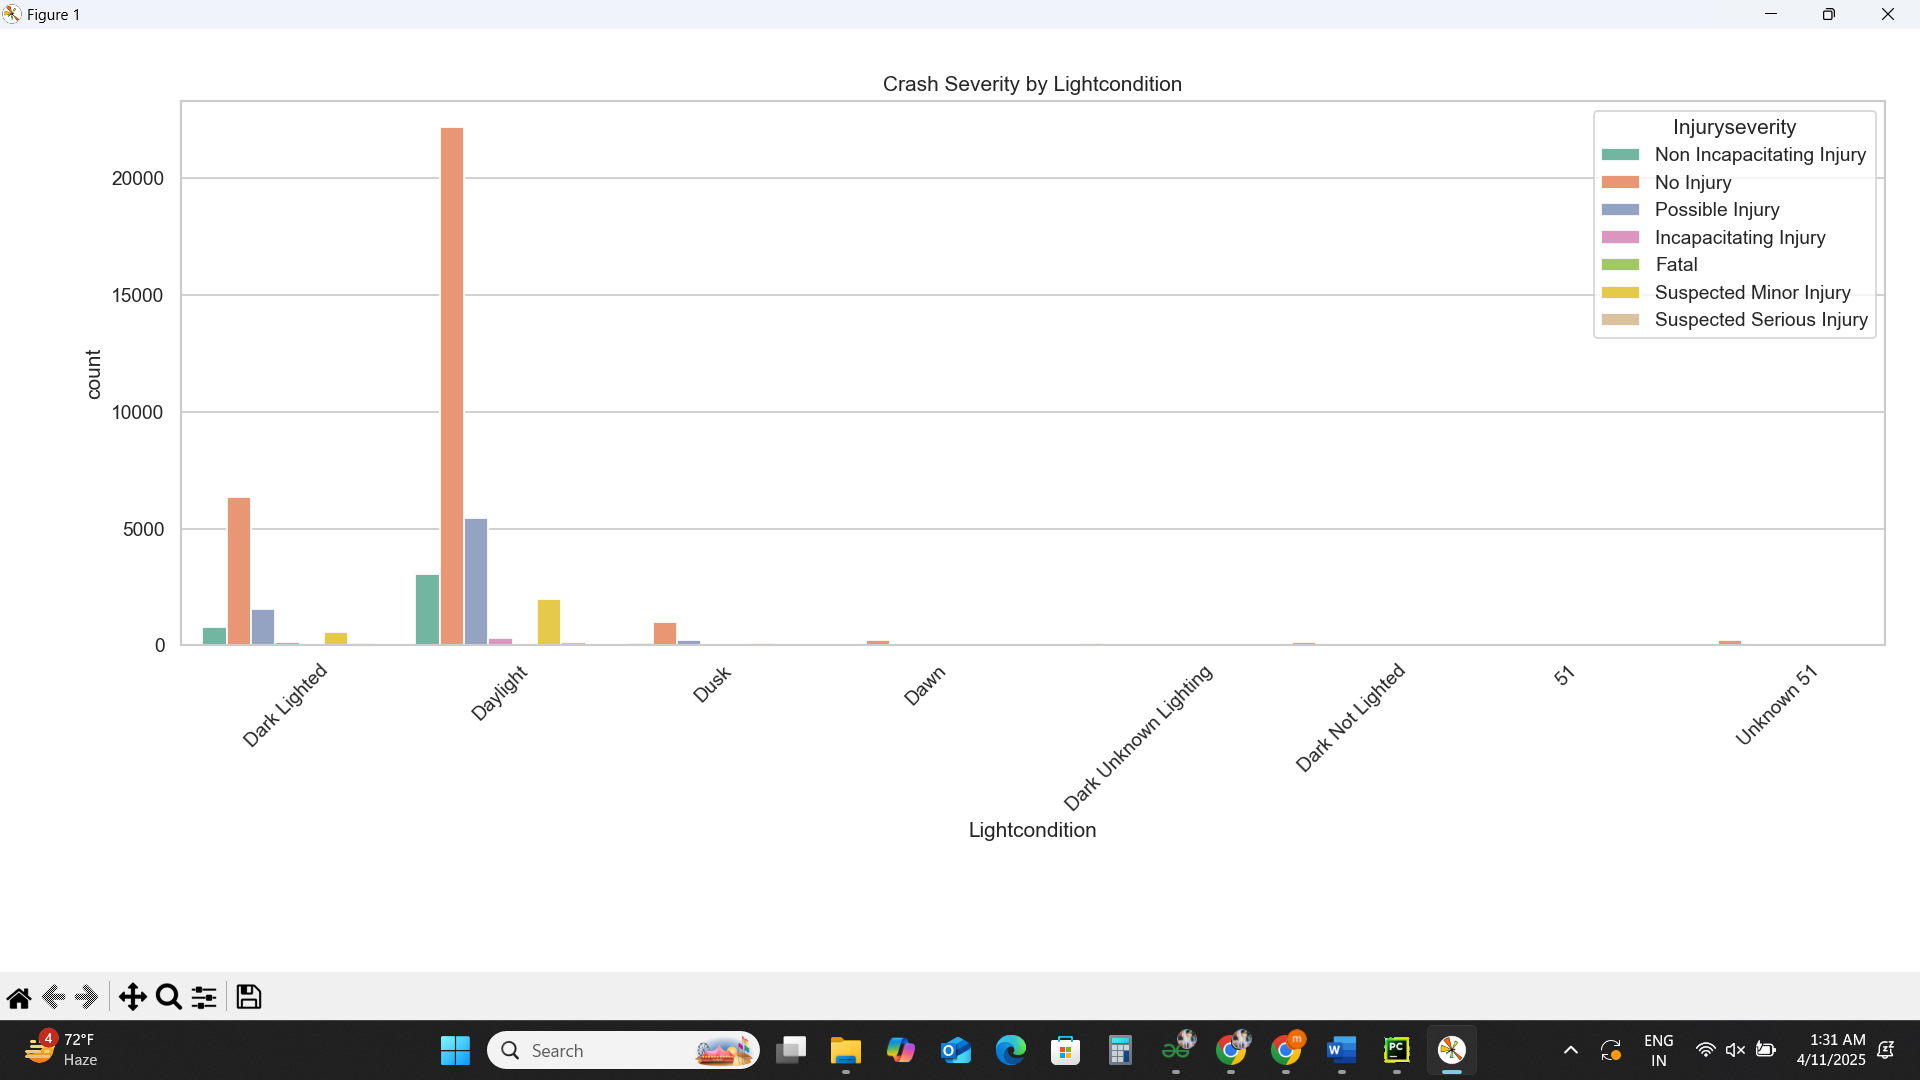 Figure 1
Crash Severity by Lightcondition
Injuryseverity
Non Incapacitating Injury
No Injury
Possible Injury
Incapacitating Injury
Fatal
Suspected Minor Injury
Suspected Serious Injury
20000
15000
10000
5000
0
count
Dark Lighted
Daylight
Dusk
Dawn
Dark Unknown Lighting
Dark Not Lighted
51
Unknown 51
Lightcondition
4
72°F
Haze
Search
m
W
PC
ENG
IN
1:31 AM
4/11/2025